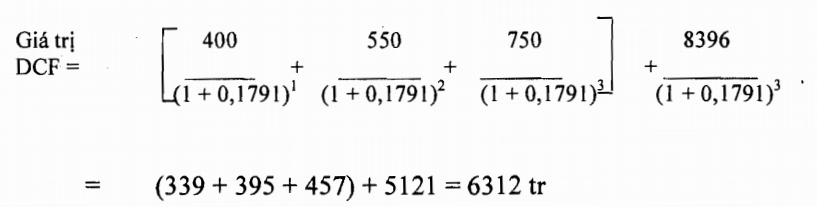 Giá trị 400 550 750 8396
DCF = [ + + ] +
(1 + 0,1791)¹ (1 + 0,1791)² (1 + 0,1791)³ (1 + 0,1791)³
= (339 + 395 + 457) + 5121 = 6312 tr